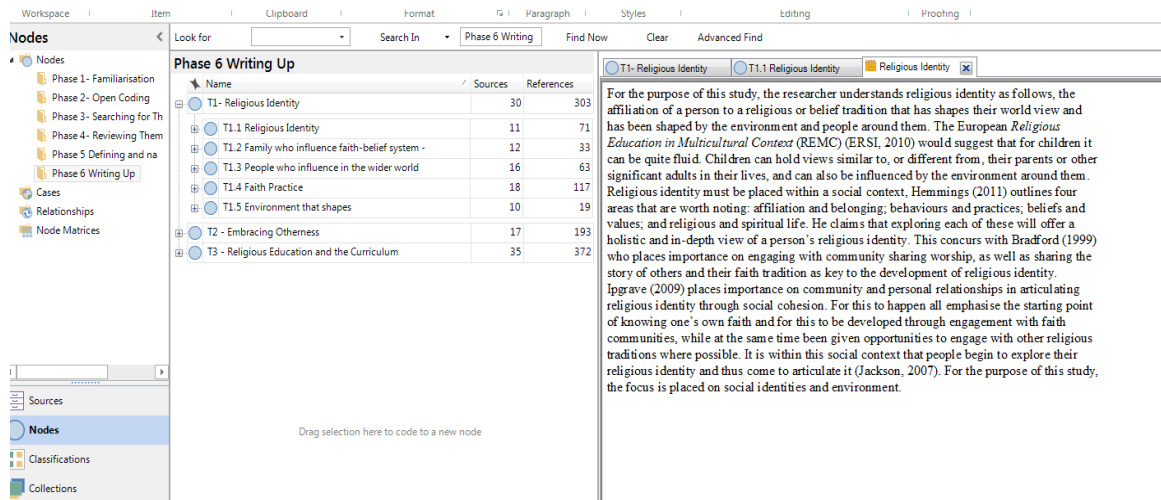 Workspace Item Clipboard Format Paragraph Styles Editing Proofing
Nodes
Look for Search In Phase 6 Writing Find Now Clear Advanced Find
Nodes
Phase 1- Familiarisation
Phase 2- Open Coding
Phase 3- Searching for Th
Phase 4- Reviewing Them
Phase 5 Defining and na
Phase 6 Writing Up
Cases
Relationships
Node Matrices
Sources
Nodes
Classifications
Collections
Phase 6 Writing Up
Name Sources References
T1- Religious Identity 30 303
T1.1 Religious Identity 11 71
T1.2 Family who influence faith-belief system - 12 33
T1.3 People who influence in the wider world 16 63
T1.4 Faith Practice 18 117
T1.5 Environment that shapes 10 19
T2 - Embracing Otherness 17 193
T3 - Religious Education and the Curriculum 35 372
Drag selection here to code to a new node
T1- Religious Identity T1.1 Religious Identity Religious Identity
For the purpose of this study, the researcher understands religious identity as follows, the
affiliation of a person to a religious or belief tradition that has shapes their world view and
has been shaped by the environment and people around them. The European Religious
Education in Multicultural Context (REMC) (ERSI, 2010) would suggest that for children it
can be quite fluid. Children can hold views similar to, or different from, their parents or other
significant adults in their lives, and can also be influenced by the environment around them.
Religious identity must be placed within a social context, Hemmings (2011) outlines four
areas that are worth noting: affiliation and belonging; behaviours and practices; beliefs and
values; and religious and spiritual life. He claims that exploring each of these will offer a
holistic and in-depth view of a person's religious identity. This concurs with Bradford (1999)
who places importance on engaging with community sharing worship, as well as sharing the
story of others and their faith tradition as key to the development of religious identity.
Ipgrave (2009) places importance on community and personal relationships in articulating
religious identity through social cohesion. For this to happen all emphasise the starting point
of knowing one's own faith and for this to be developed through engagement with faith
communities, while at the same time been given opportunities to engage with other religious
traditions where possible. It is within this social context that people begin to explore their
religious identity and thus come to articulate it (Jackson, 2007). For the purpose of this study,
the focus is placed on social identities and environment.